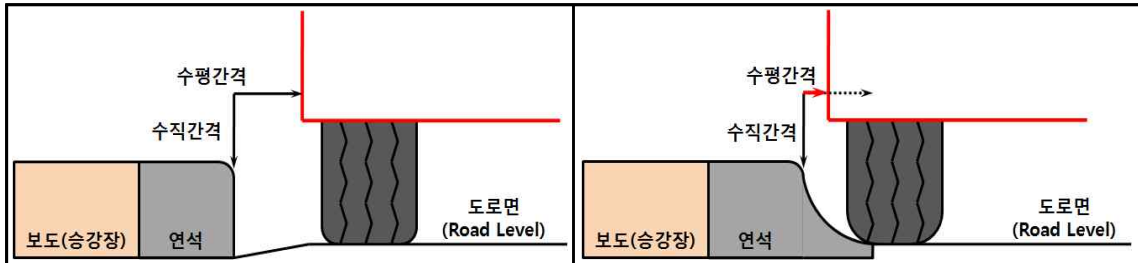 수평간격
수직간격
보도(승강장)
연석
도로면
(Road Level)
수평간격
수직간격
보도(승강장)
연석
도로면
(Road Level)